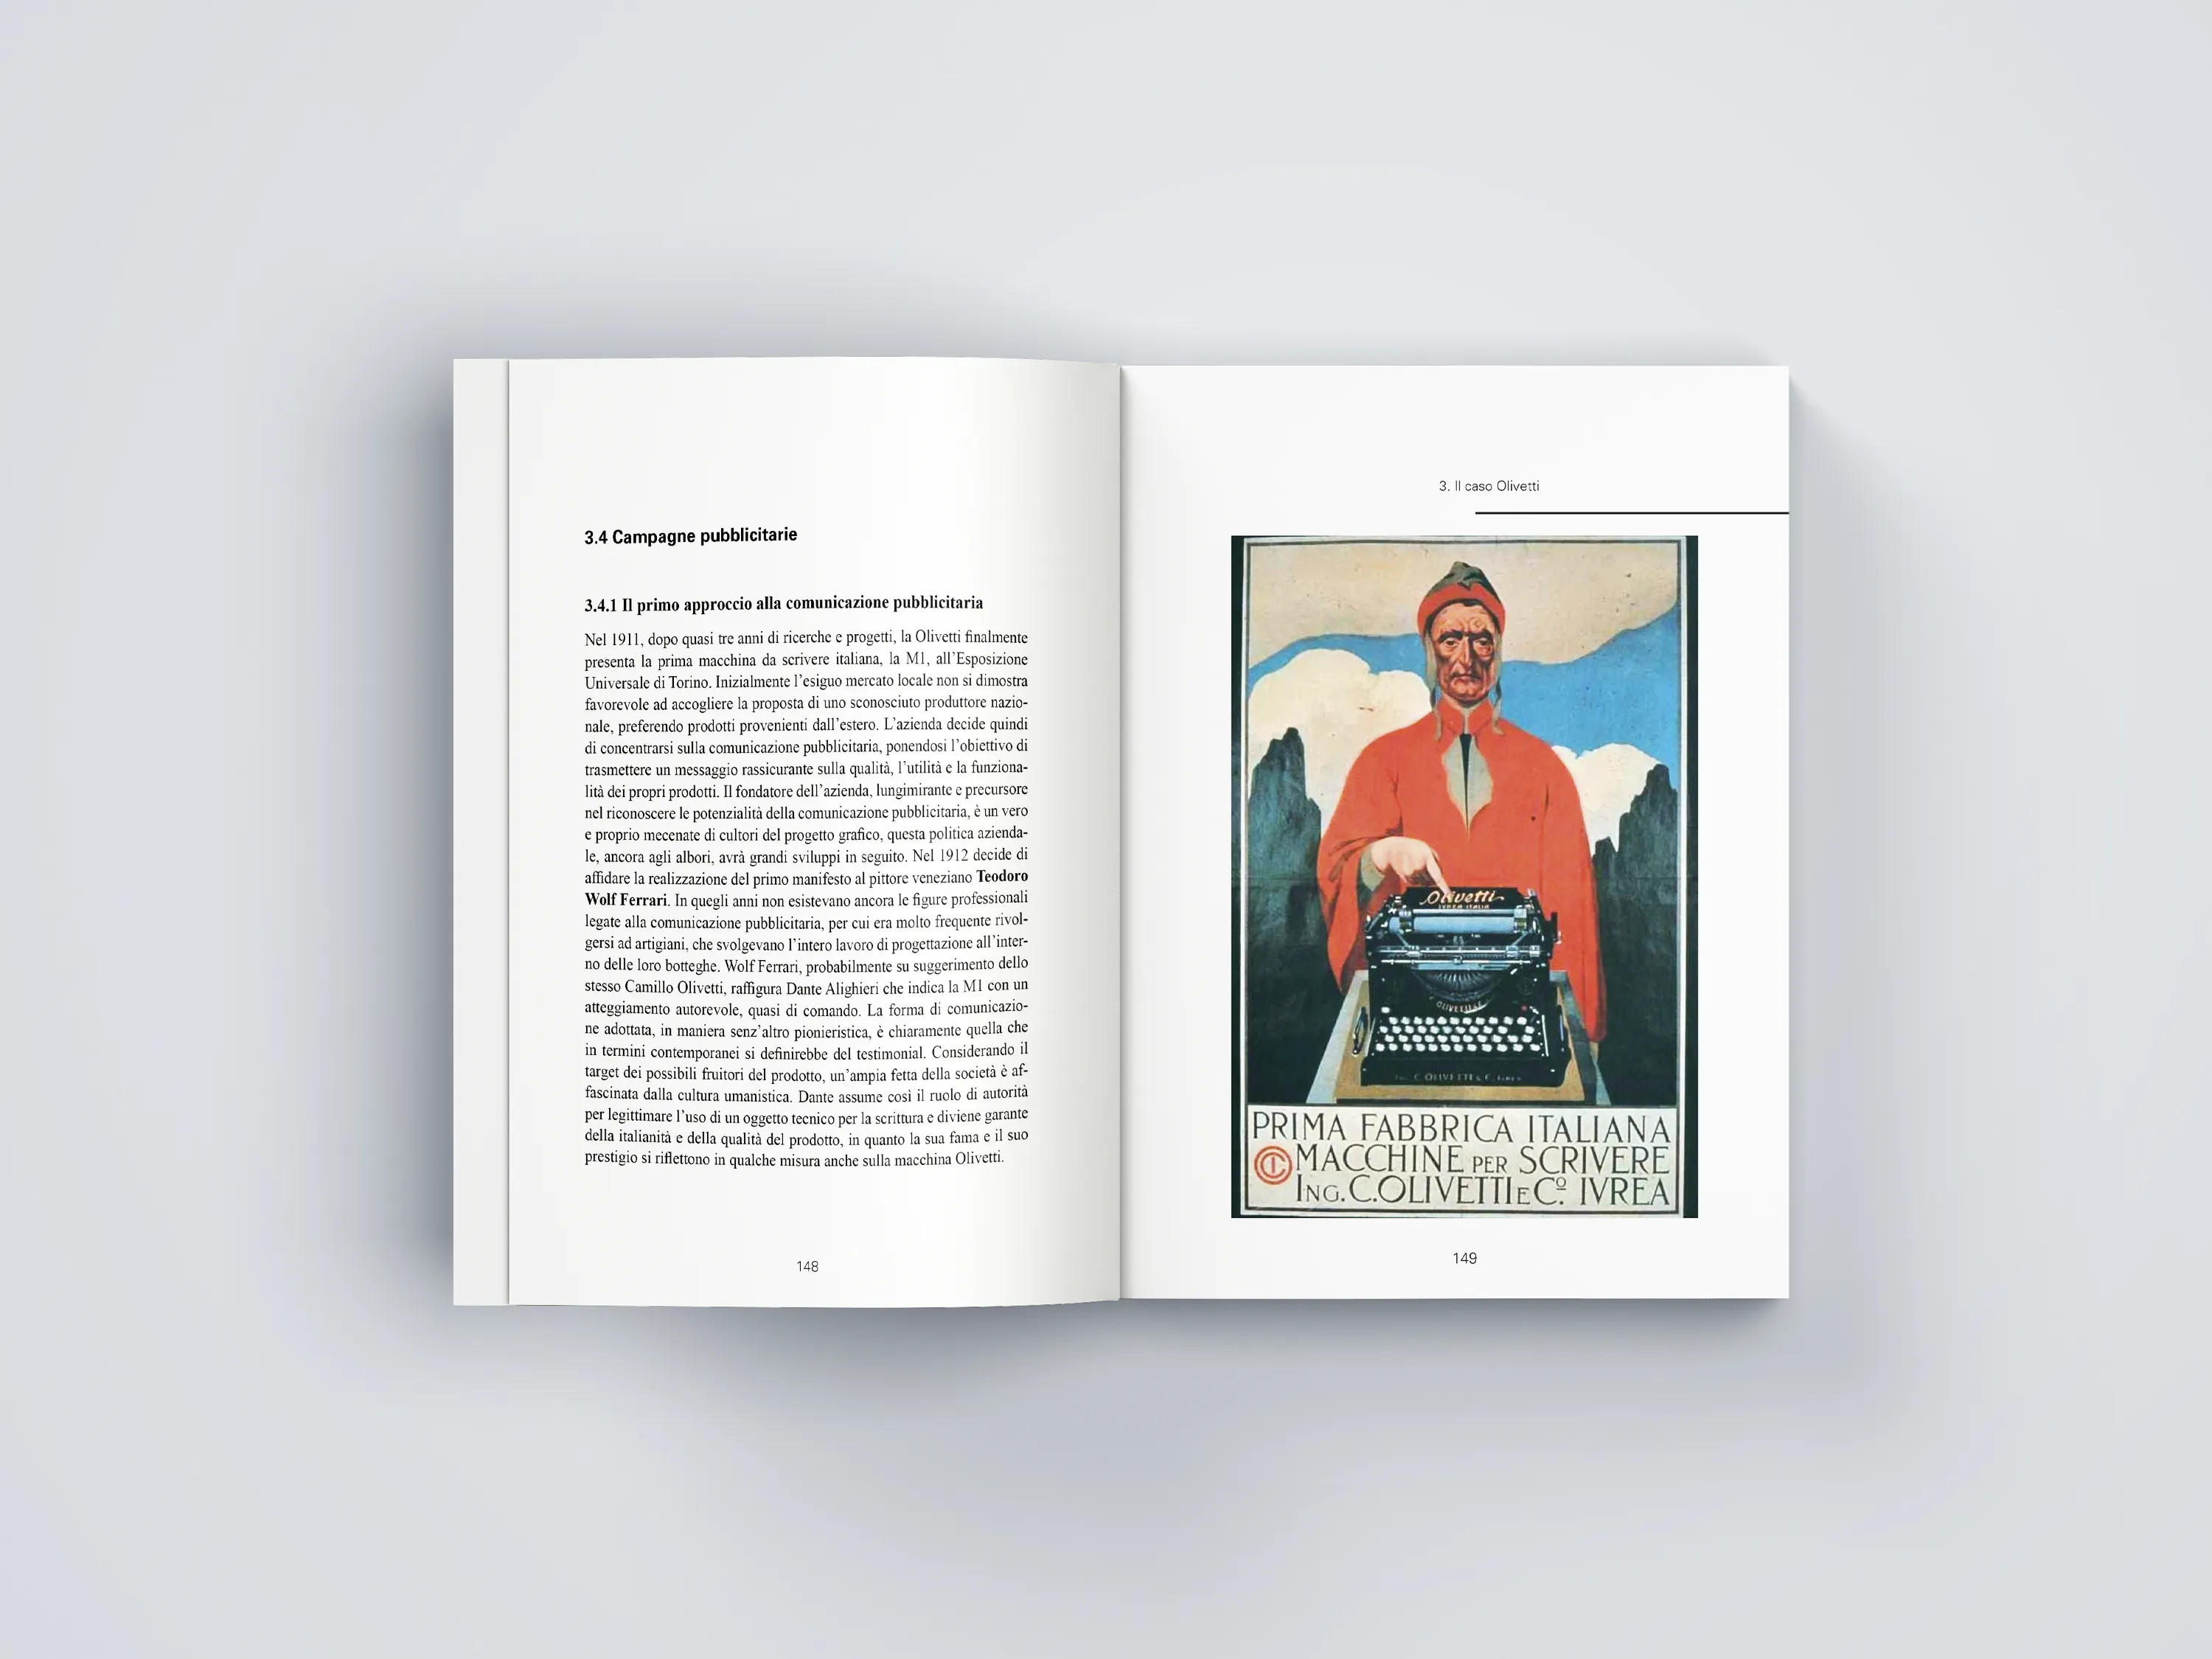 3.4 Campagne pubblicitarie
3.4.1 Il primo approccio alla comunicazione pubblicitaria
Nel 1911, dopo quasi tre anni di ricerche e progetti, la Olivetti finalmente
presenta la prima macchina da scrivere italiana, la M1, all’Esposizione
Universale di Torino. Inizialmente l’esiguo mercato locale non si dimostra
favorevole ad accogliere la proposta di uno sconosciuto produttore nazio-
nale, preferendo prodotti provenienti dall’estero. L’azienda decide quindi
di concentrarsi sulla comunicazione pubblicitaria, ponendosi l’obiettivo di
trasmettere un messaggio rassicurante sulla qualità, l’utilità e la funziona-
lità dei propri prodotti. Il fondatore dell’azienda, lungimirante e precursore
nel riconoscere le potenzialità della comunicazione pubblicitaria, è un vero
e proprio mecenate di cultori del progetto grafico, questa politica azienda-
le, ancora agli albori, avrà grandi sviluppi in seguito. Nel 1912 decide di
affidare la realizzazione del primo manifesto al pittore veneziano Teodoro
Wolf Ferrari. In quegli anni non esistevano ancora le figure professionali
legate alla comunicazione pubblicitaria, per cui era molto frequente rivol-
gersi ad artigiani, che svolgevano l’intero lavoro di progettazione all’inter-
no delle loro botteghe. Wolf Ferrari, probabilmente su suggerimento dello
stesso Camillo Olivetti, raffigura Dante Alighieri che indica la M1 con un
atteggiamento autorevole, quasi di comando. La forma di comunicazio-
ne adottata, in maniera senz’altro pionieristica, è chiaramente quella che
in termini contemporanei si definirebbe del testimonial. Considerando il
target dei possibili fruitori del prodotto, un’ampia fetta della società è af-
fascinata dalla cultura umanistica. Dante assume così il ruolo di autorità
per legittimare l’uso di un oggetto tecnico per la scrittura e diviene garante
della italianità e della qualità del prodotto, in quanto la sua fama e il suo
prestigio si riflettono in qualche misura anche sulla macchina Olivetti.
148
3. Il caso Olivetti
Olivetti
IVREA ITALIA
C. OLIVETTI & C.
PRIMA FABBRICA ITALIANA
MACCHINE PER SCRIVERE
ING. C. OLIVETTI E Cº. IVREA
149